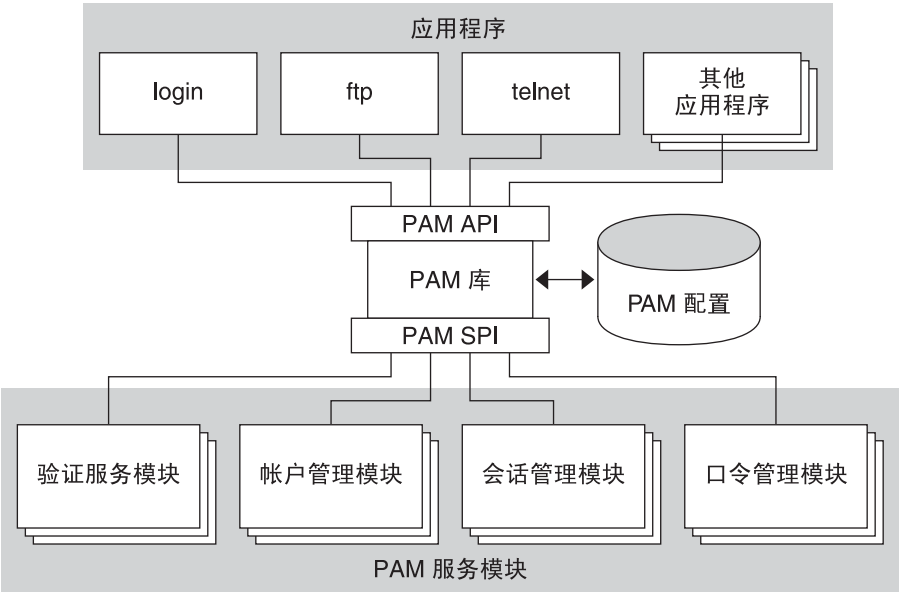 应用程序
login
ftp
telnet
其他
应用程序
PAM API
PAM 库
PAM 配置
PAM SPI
验证服务模块
帐户管理模块
会话管理模块
口令管理模块
PAM 服务模块